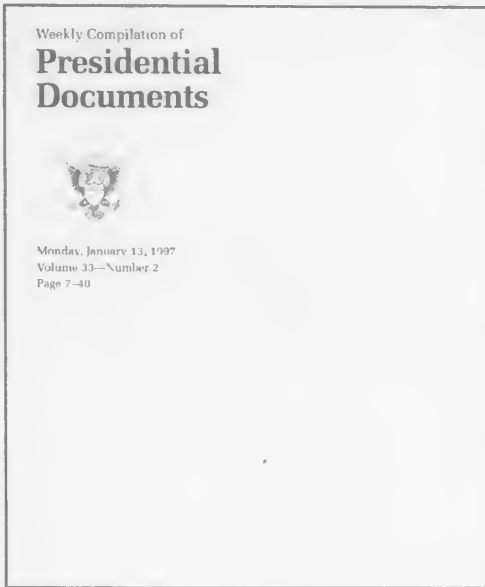 Weekly Compilation of
Presidential
Documents
Monday, January 13, 1997
Volume 33—Number 2
Page 7–40